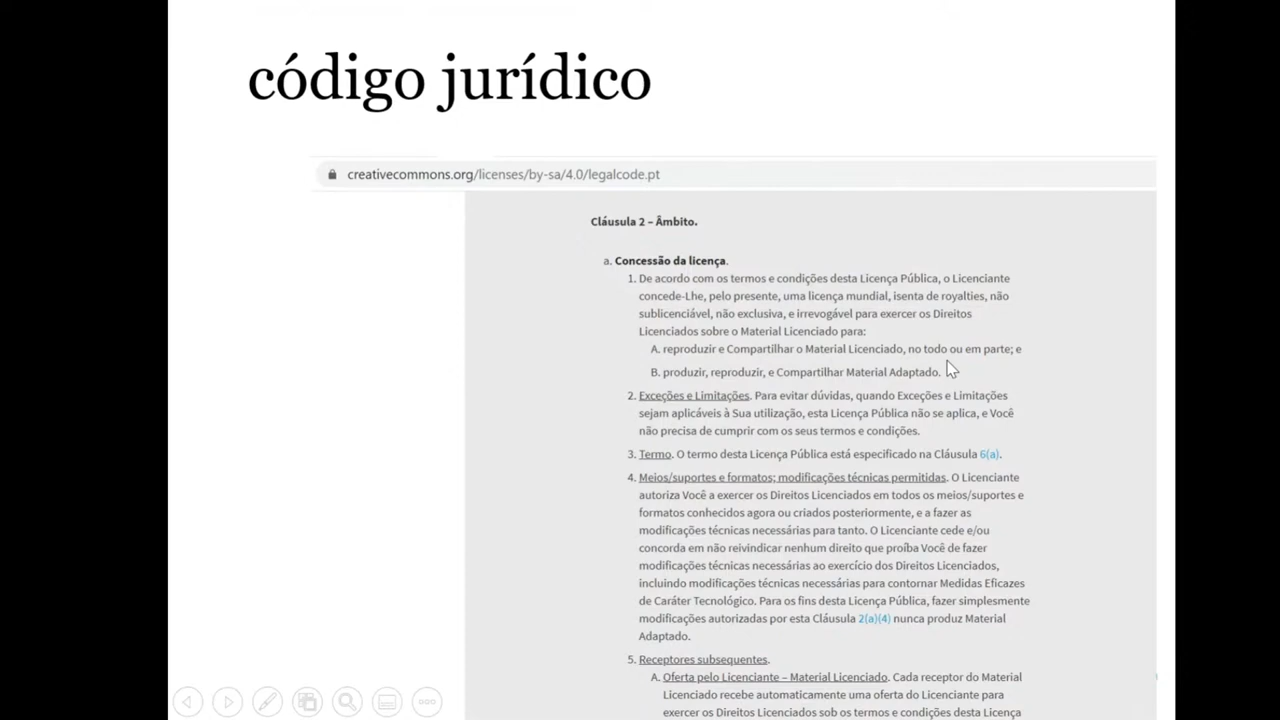 código jurídico
creativecommons.org/licenses/by-sa/4.0/legalcode.pt
Cláusula 2 – Âmbito.
a. Concessão da licença.
1. De acordo com os termos e condições desta Licença Pública, o Licenciante
concede-Lhe, pelo presente, uma licença mundial, isenta de royalties, não
sublicenciável, não exclusiva, e irrevogável para exercer os Direitos
Licenciados sobre o Material Licenciado para:
A. reproduzir e Compartilhar o Material Licenciado, no todo ou em parte; e
B. produzir, reproduzir, e Compartilhar Material Adaptado.
2. Exceções e Limitações. Para evitar dúvidas, quando Exceções e Limitações
sejam aplicáveis à Sua utilização, esta Licença Pública não se aplica, e Você
não precisa de cumprir com os seus termos e condições.
3. Termo. O termo desta Licença Pública está especificado na Cláusula 6(a).
4. Meios/suportes e formatos; modificações técnicas permitidas. O Licenciante
autoriza Você a exercer os Direitos Licenciados em todos os meios/suportes e
formatos conhecidos agora ou criados posteriormente, e a fazer as
modificações técnicas necessárias para tanto. O Licenciante cede e/ou
concorda em não reivindicar nenhum direito que proíba Você de fazer
modificações técnicas necessárias ao exercício dos Direitos Licenciados,
incluindo modificações técnicas necessárias para contornar Medidas Eficazes
de Caráter Tecnológico. Para os fins desta Licença Pública, fazer simplesmente
modificações autorizadas por esta Cláusula 2(a)(4) nunca produz Material
Adaptado.
5. Receptores subsequentes.
A. Oferta pelo Licenciante – Material Licenciado. Cada receptor do Material
Licenciado recebe automaticamente uma oferta do Licenciante para
exercer os Direitos Licenciados sob os termos e condições desta Licença